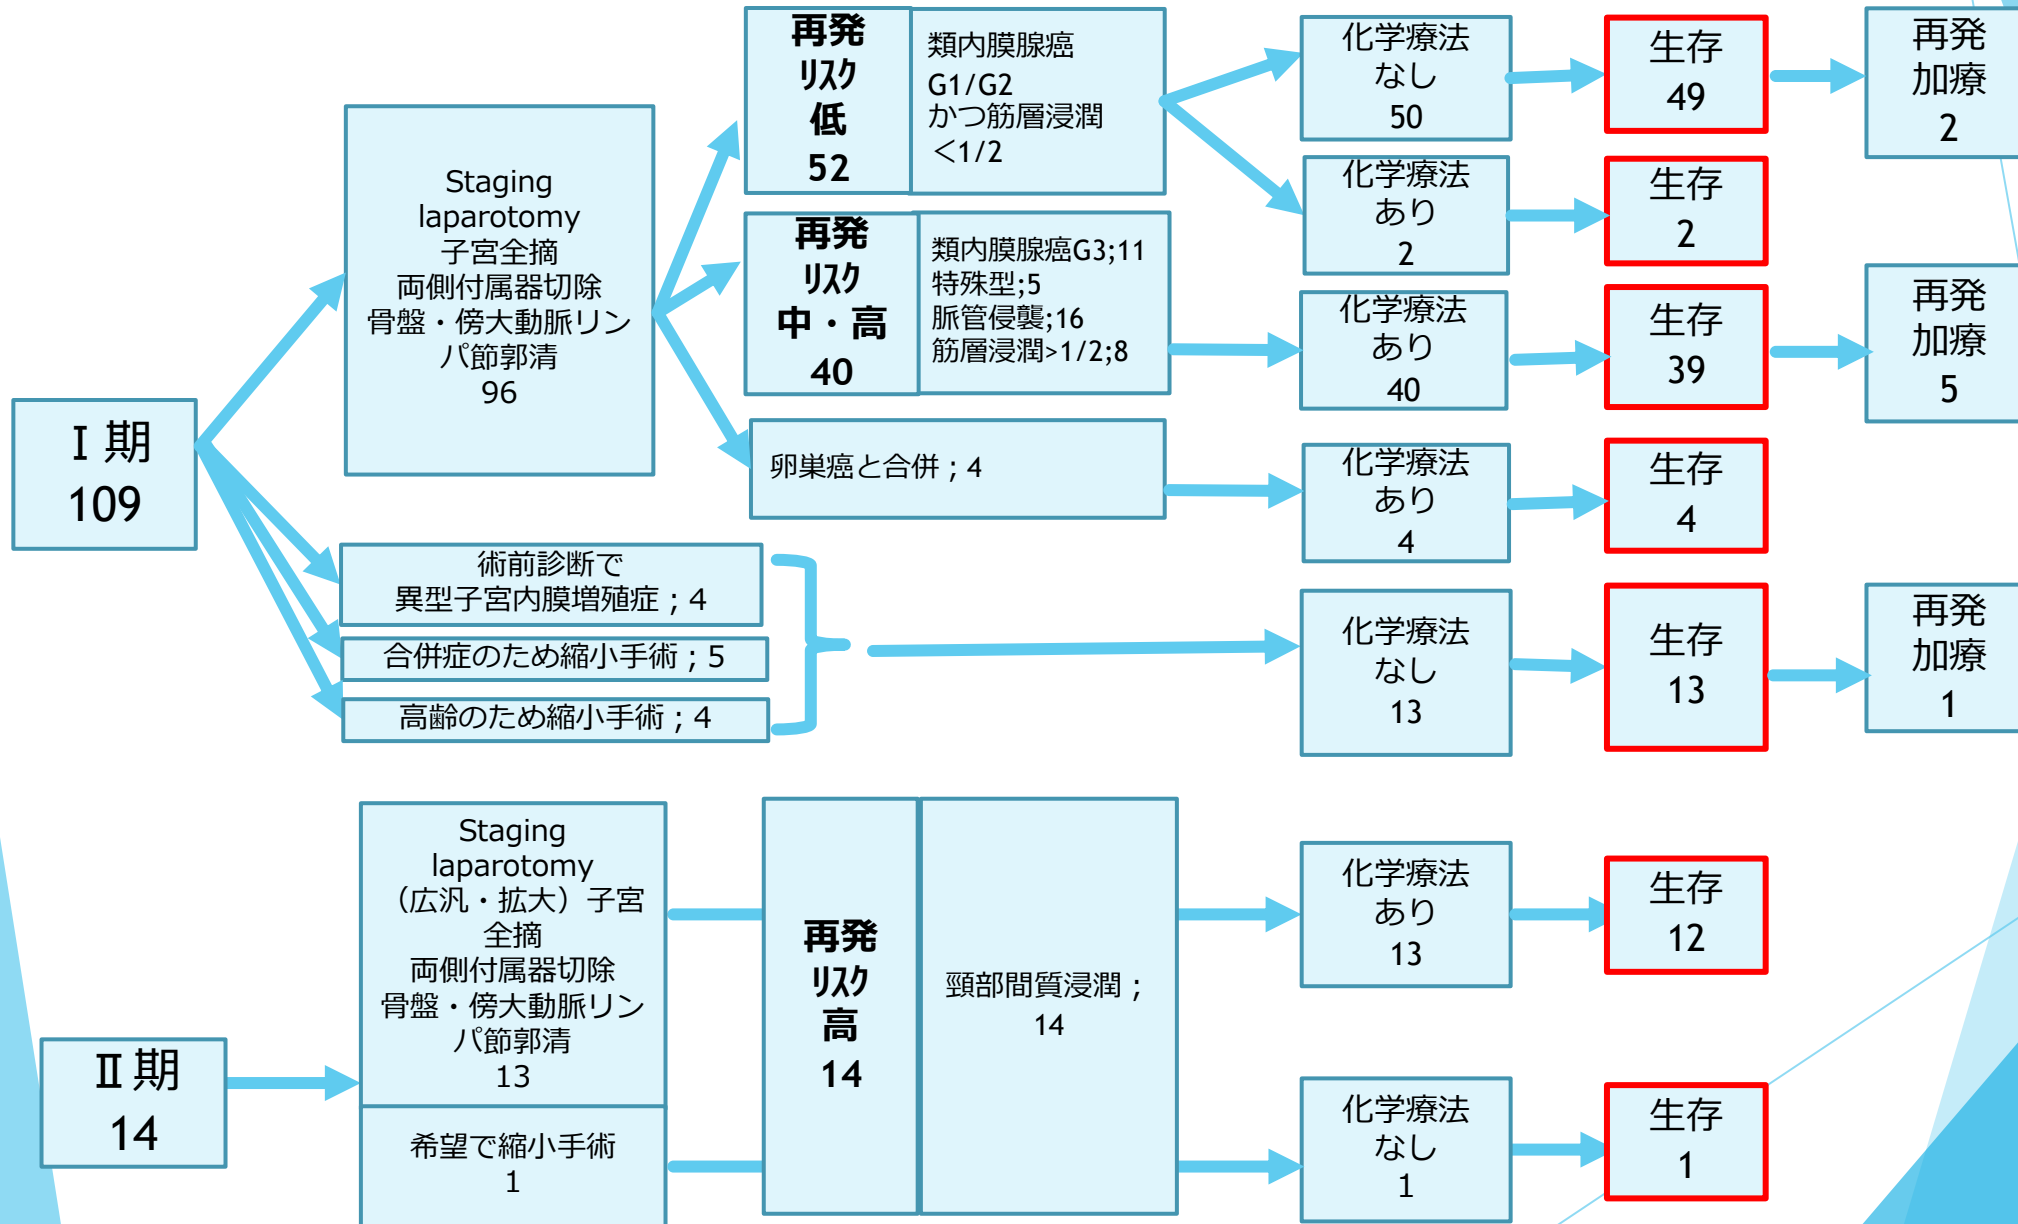 Ⅰ期
109
Staging
laparotomy
子宮全摘
両側付属器切除
骨盤・傍大動脈リン
パ節郭清
96
術前診断で
異型子宮内膜増殖症；4
合併症のため縮小手術；5
高齢のため縮小手術；4
再発
ﾘｽｸ
低
52
類内膜腺癌
G1/G2
かつ筋層浸潤
＜1/2
再発
ﾘｽｸ
中・高
40
類内膜腺癌G3;11
特殊型;5
脈管侵襲;16
筋層浸潤>1/2;8
卵巣癌と合併；4
化学療法
なし
50
生存
49
再発
加療
2
化学療法
あり
2
生存
2
化学療法
あり
40
生存
39
再発
加療
5
化学療法
あり
4
生存
4
化学療法
なし
13
生存
13
再発
加療
1
Ⅱ期
14
Staging
laparotomy
（広汎・拡大）子宮
全摘
両側付属器切除
骨盤・傍大動脈リン
パ節郭清
13
希望で縮小手術
1
再発
ﾘｽｸ
高
14
頸部間質浸潤；
14
化学療法
あり
13
生存
12
化学療法
なし
1
生存
1